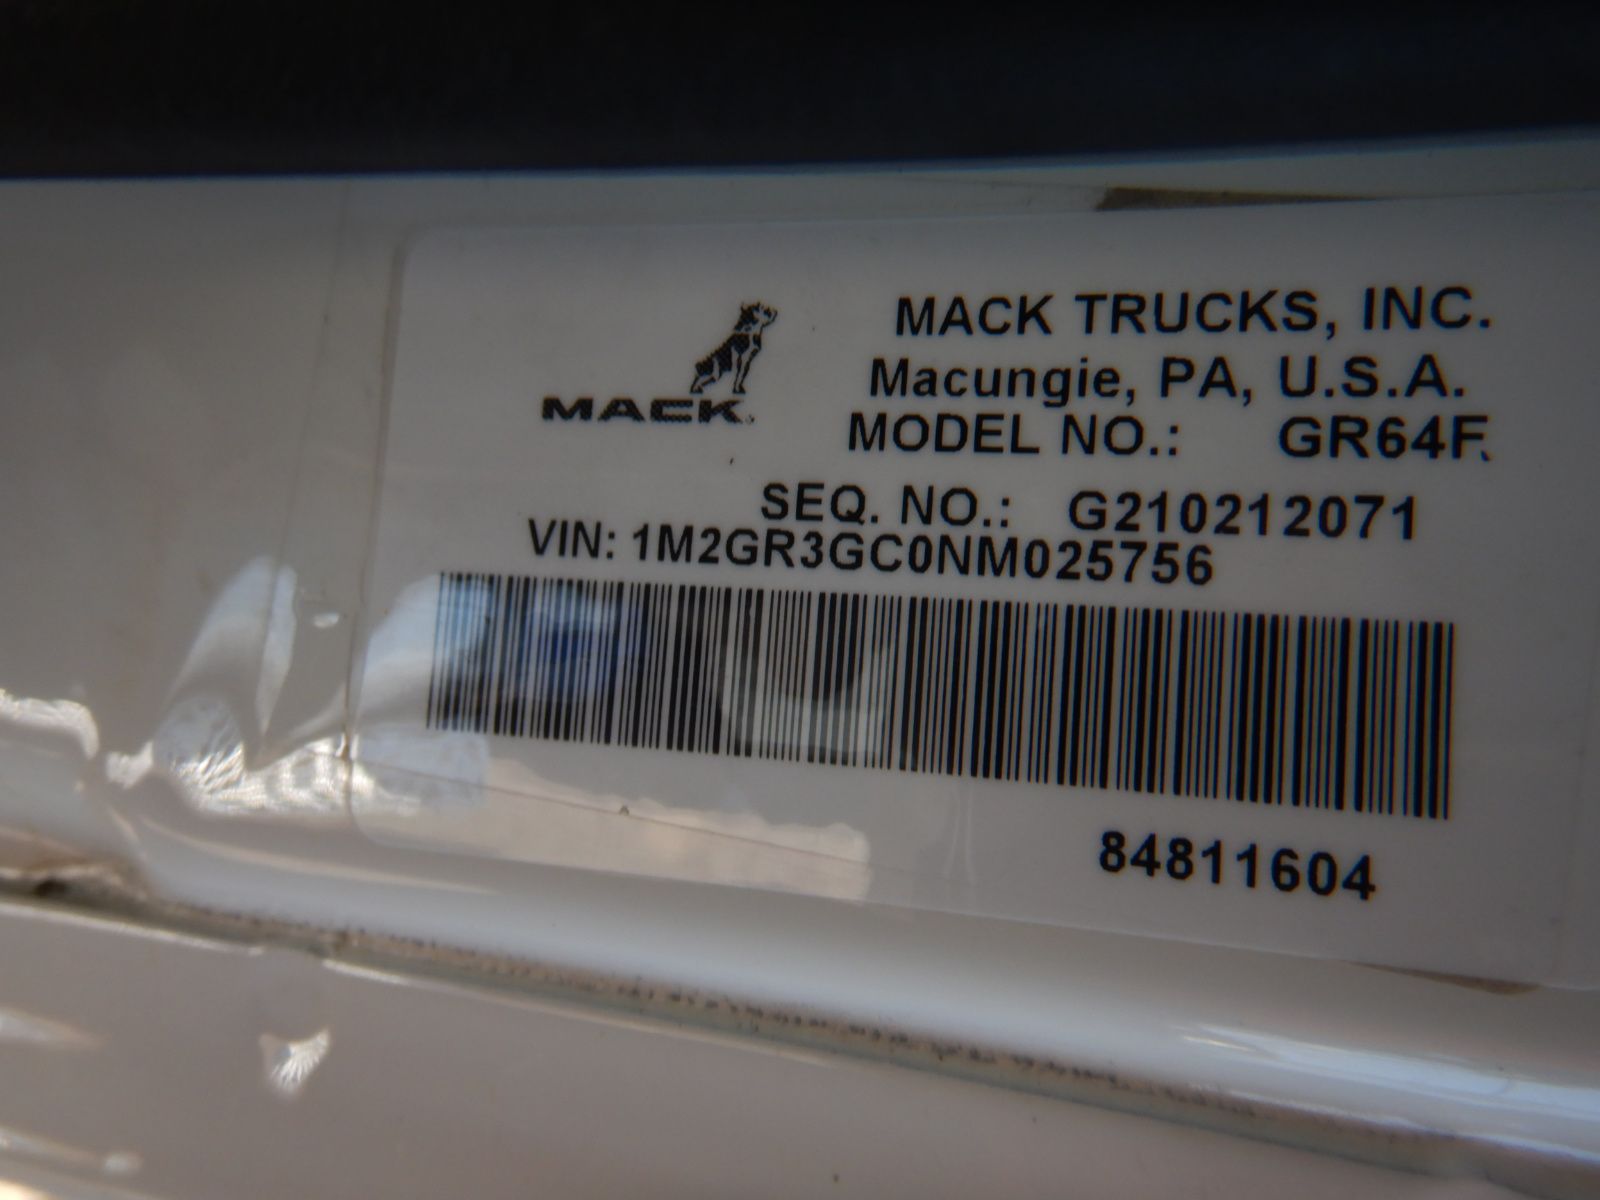 MACK
MACK TRUCKS, INC.
Macungie, PA, U.S.A.
MODEL NO.: GR64F
SEQ. NO.: G210212071
VIN: 1M2GR3GC0NM025756
84811604